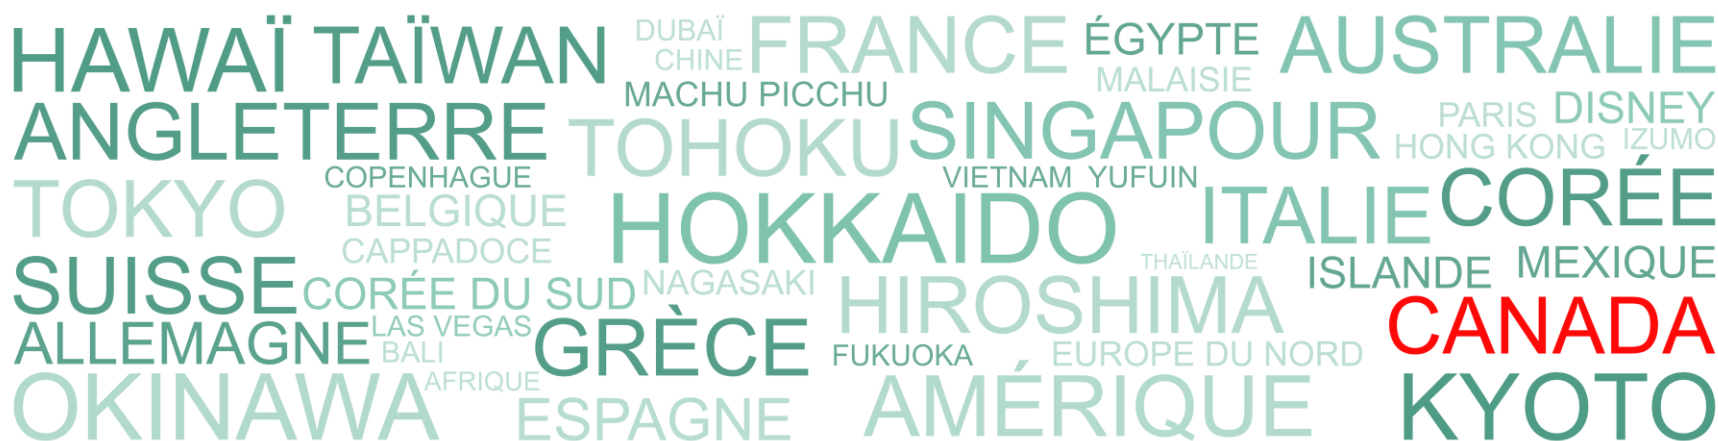 HAWAÏ TAÏWAN DUBAÏ FRANCE ÉGYPTE AUSTRALIE
CHINE MALAISIE
ANGLETERRE MACHU PICCHU SINGAPOUR PARIS DISNEY
TOHOKU HONG KONG IZUMO
TOKYO COPENHAGUE VIETNAM YUFUIN CORÉE
BELGIQUE HOKKAIDO ITALIE
CAPPADOCE THAÏLANDE ISLANDE MEXIQUE
SUISSE CORÉE DU SUD NAGASAKI HIROSHIMA CANADA
ALLEMAGNE LAS VEGAS GRÈCE
BALI FUKUOKA EUROPE DU NORD
OKINAWA AFRIQUE ESPAGNE AMÉRIQUE KYOTO